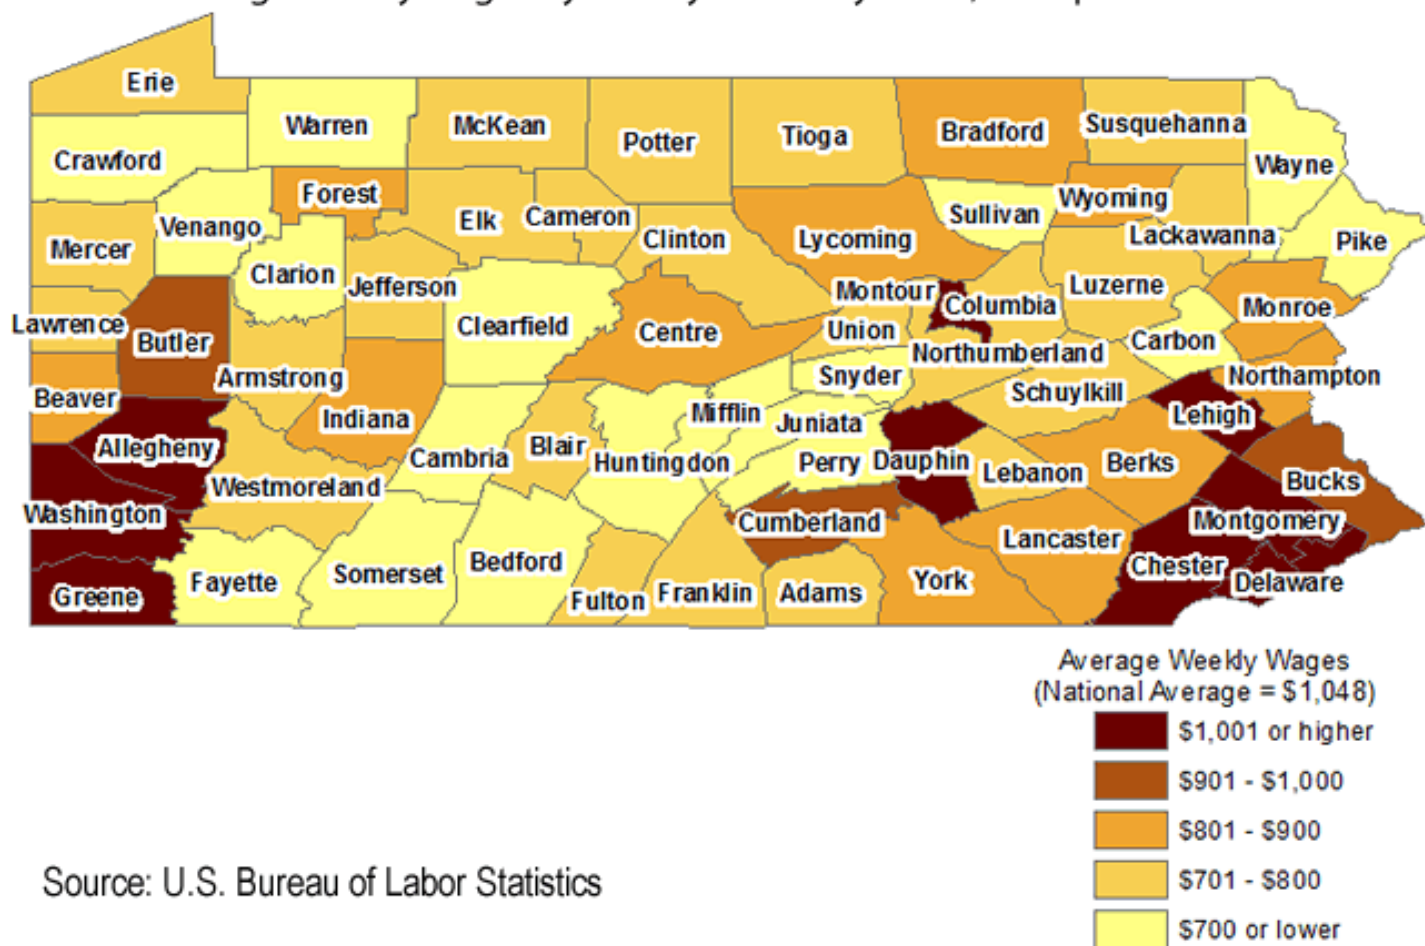 Erie
Warren
McKean
Potter
Tioga
Bradford
Susquehanna
Crawford
Wayne
Forest
Wyoming
Venango
Elk
Cameron
Sullivan
Mercer
Clinton
Lycoming
Lackawanna
Pike
Clarion
Jefferson
Montour
Columbia
Luzerne
Monroe
Lawrence
Butler
Clearfield
Centre
Union
Carbon
Northumberland
Armstrong
Snyder
Northampton
Beaver
Schuylkill
Indiana
Mifflin
Juniata
Lehigh
Allegheny
Cambria
Blair
Huntingdon
Perry
Dauphin
Lebanon
Berks
Westmoreland
Bucks
Washington
Cumberland
Montgomery
Lancaster
Bedford
Chester
Somerset
Fayette
Delaware
Greene
Fulton
Franklin
Adams
York
Average Weekly Wages
(National Average = $1,048)
$1,001 or higher
$901 - $1,000
$801 - $900
$701 - $800
$700 or lower
Source: U.S. Bureau of Labor Statistics